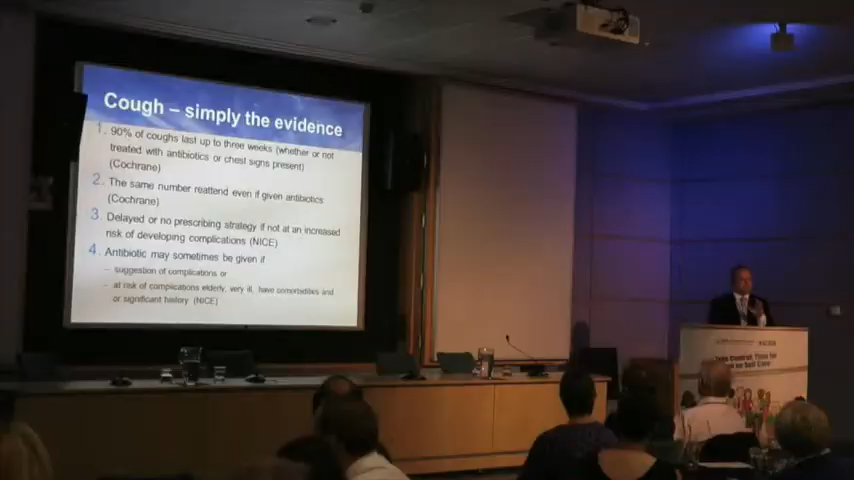 Cough – simply the evidence
1. 90% of coughs last up to three weeks (whether or not
treated with antibiotics or chest signs present)
(Cochrane)
2. The same number reattend even if given antibiotics
(Cochrane)
3. Delayed or no prescribing strategy if not at an increased
risk of developing complications (NICE)
4. Antibiotic may sometimes be given if
– suggestion of complications or
– at risk of complications elderly, very ill, have comorbidities and
or significant history (NICE)
Self Care